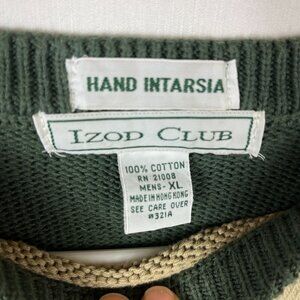 HAND INTARSIA
IZOD CLUB
100% COTTON
RN 21008
MENS - XL
MADE IN HONG KONG
SEE CARE OVER
#321A